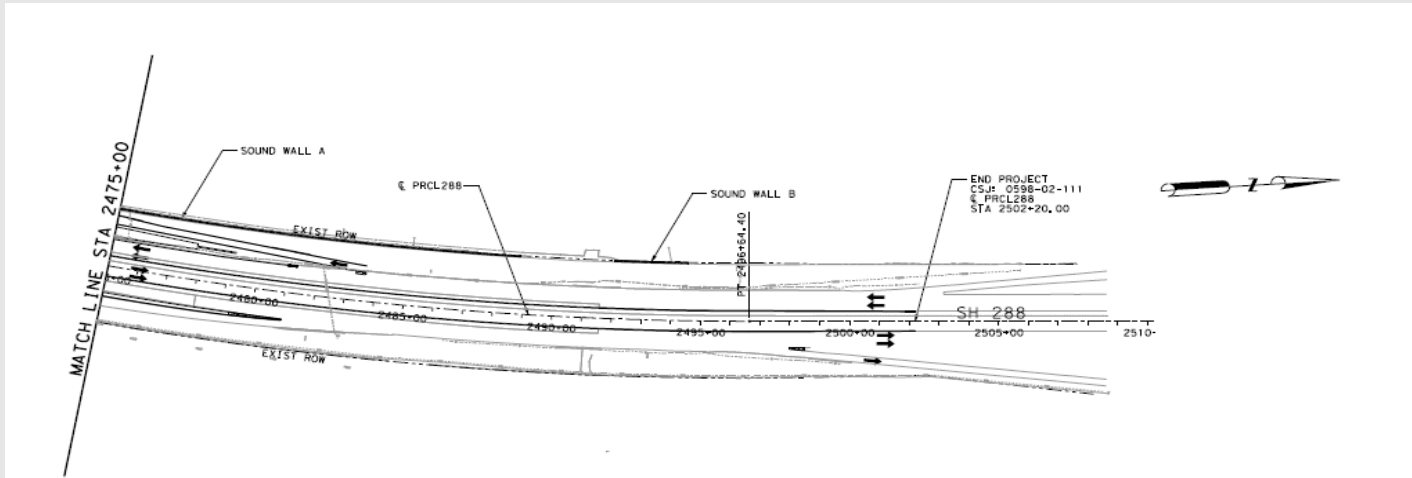 MATCH LINE STA 2475+00
SOUND WALL A
EXIST ROW
℄ PRCL288
SOUND WALL B
PT 2496+64.40
END PROJECT
CSJ: 0598-02-111
℄ PRCL288
STA 2502+20.00
Z
SH 288
2480+00
2485+00
2490+00
2495+00
2500+00
2505+00
2510-
EXIST ROW